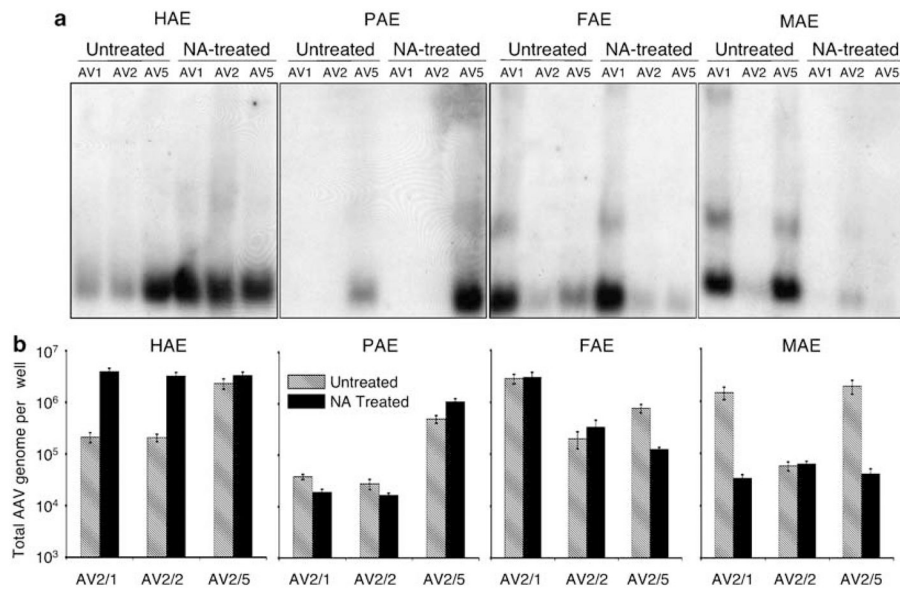 a
HAE PAE FAE MAE
Untreated NA-treated Untreated NA-treated Untreated NA-treated Untreated NA-treated
AV1 AV2 AV5 AV1 AV2 AV5 AV1 AV2 AV5 AV1 AV2 AV5 AV1 AV2 AV5 AV1 AV2 AV5 AV1 AV2 AV5 AV1 AV2 AV5
b
HAE PAE FAE MAE
Total AAV genome per well
10⁷
10⁶
10⁵
10⁴
10³
Untreated
NA Treated
AV2/1 AV2/2 AV2/5 AV2/1 AV2/2 AV2/5 AV2/1 AV2/2 AV2/5 AV2/1 AV2/2 AV2/5